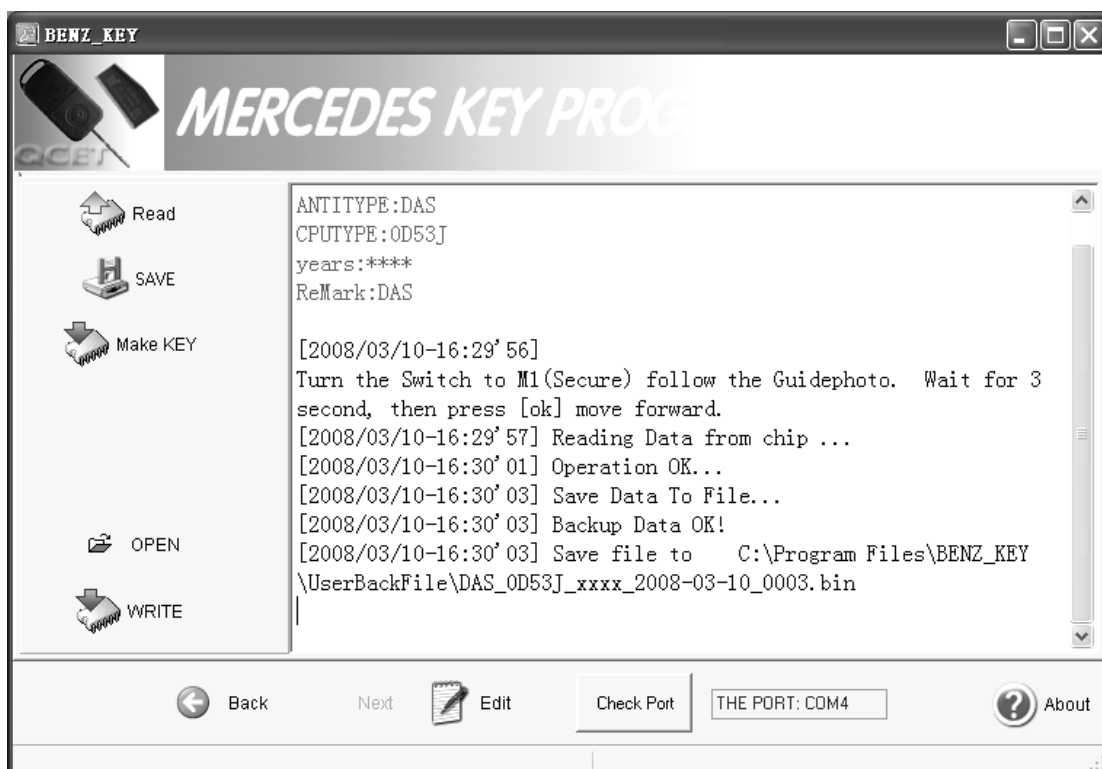 BENZ_KEY
MERCEDES KEY PROG
QCET
Read
SAVE
Make KEY
OPEN
WRITE
ANTITYPE:DAS
CPUTYPE:0D53J
years:****
ReMark:DAS
[2008/03/10-16:29'56]
Turn the Switch to M1(Secure) follow the Guidephoto.  Wait for 3
second, then press [ok] move forward.
[2008/03/10-16:29'57] Reading Data from chip ...
[2008/03/10-16:30'01] Operation OK...
[2008/03/10-16:30'03] Save Data To File...
[2008/03/10-16:30'03] Backup Data OK!
[2008/03/10-16:30'03] Save file to    C:\Program Files\BENZ_KEY
\UserBackFile\DAS_0D53J_xxxx_2008-03-10_0003.bin
Back
Next
Edit
Check Port
THE PORT: COM4
About